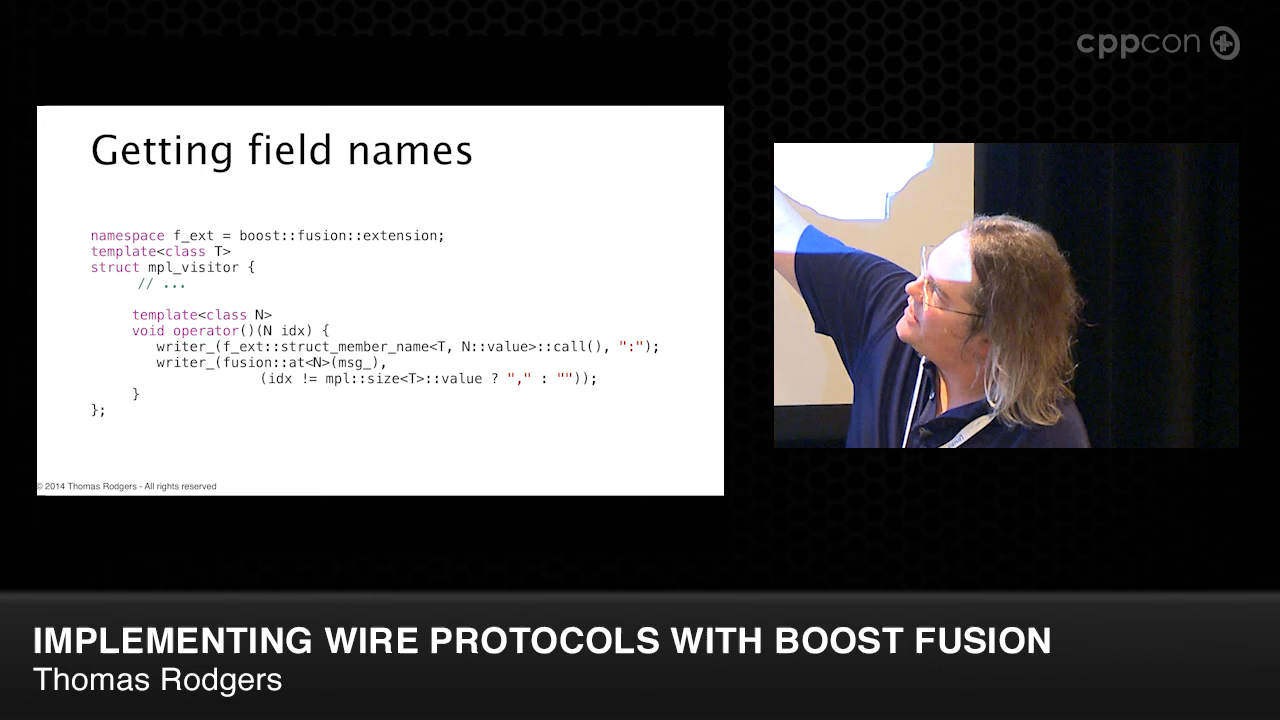 cppcon
Getting field names
namespace f_ext = boost::fusion::extension;
template<class T>
struct mpl_visitor {
// ...
template<class N>
void operator()(N idx) {
writer_(f_ext::struct_member_name<T, N::value>::call(), ":");
writer_(fusion::at<N>(msg_),
(idx != mpl::size<T>::value ? "," : ""));
}
};
© 2014 Thomas Rodgers - All rights reserved
IMPLEMENTING WIRE PROTOCOLS WITH BOOST FUSION
Thomas Rodgers